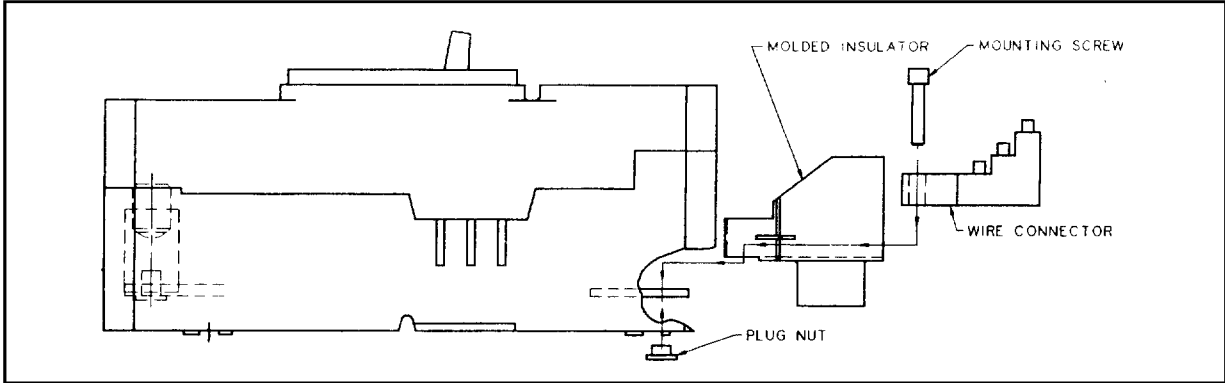 MOLDED INSULATOR
MOUNTING SCREW
WIRE CONNECTOR
PLUG NUT